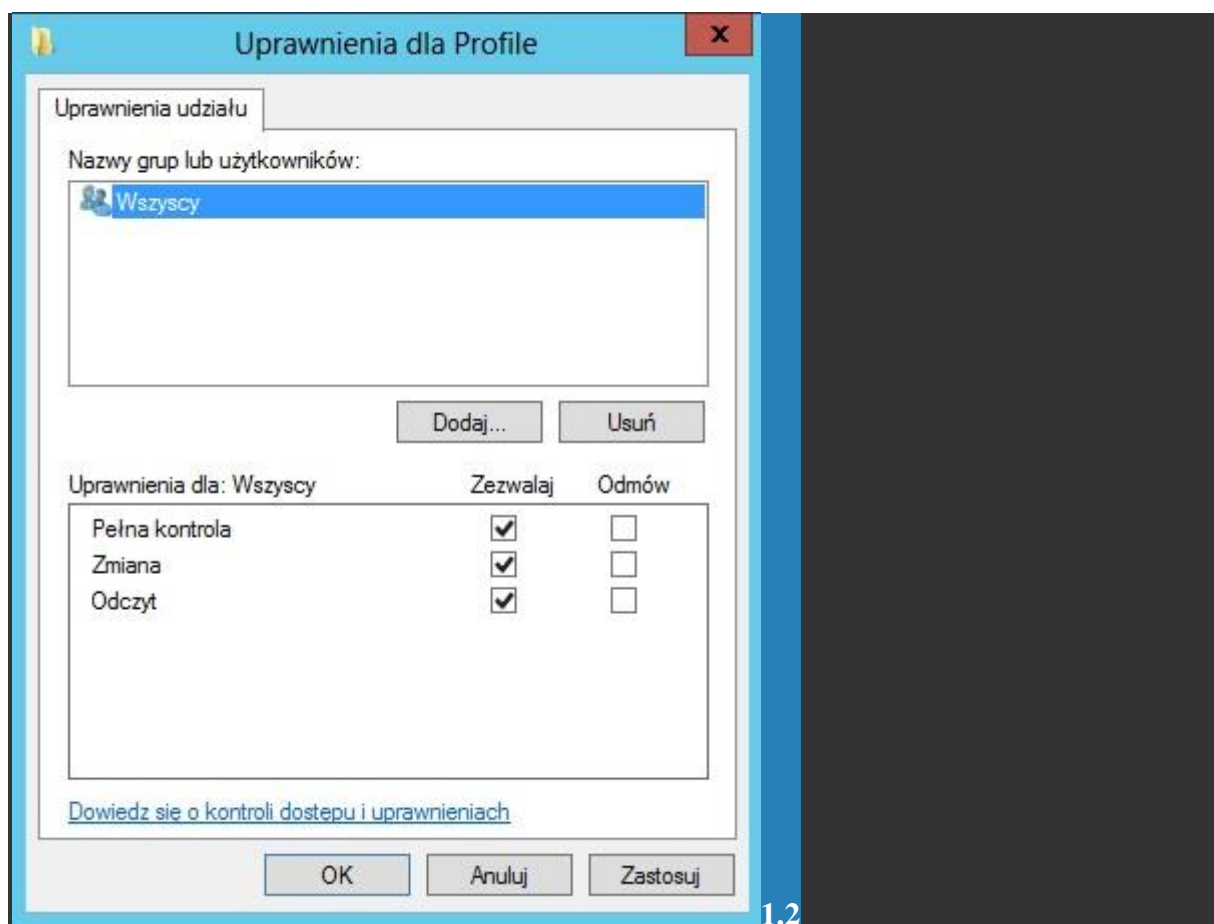 Uprawnienia dla Profile
x
Uprawnienia udziału
Nazwy grup lub użytkowników:
Wszyscy
Dodaj... Usuń
Uprawnienia dla: Wszyscy Zezwalaj Odmów
Pełna kontrola
Zmiana
Odczyt
Dowiedz się o kontroli dostępu i uprawnieniach
OK Anuluj Zastosuj
1.2